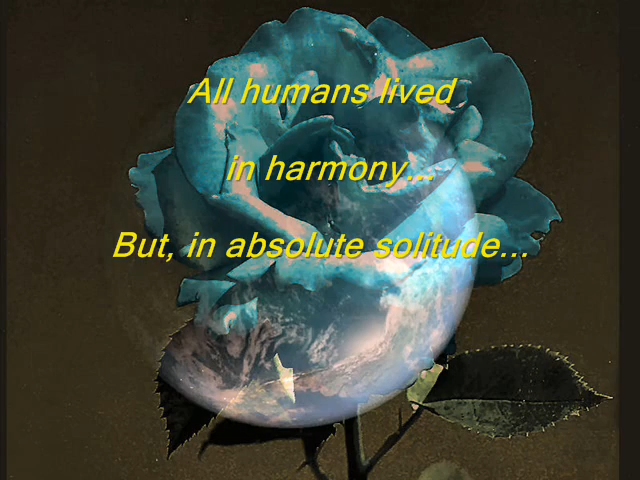 All humans lived
in harmony...
But, in absolute solitude...